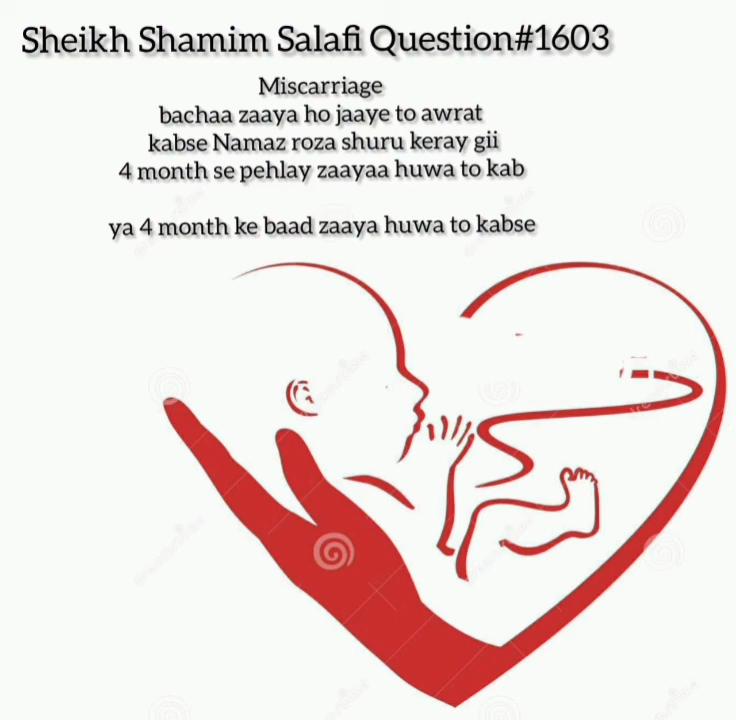 Sheikh Shamim Salafi Question#1603
Miscarriage
bachaa zaaya ho jaaye to awrat
kabse Namaz roza shuru keray gii
4 month se pehlay zaayaa huwa to kab
ya 4 month ke baad zaaya huwa to kabse